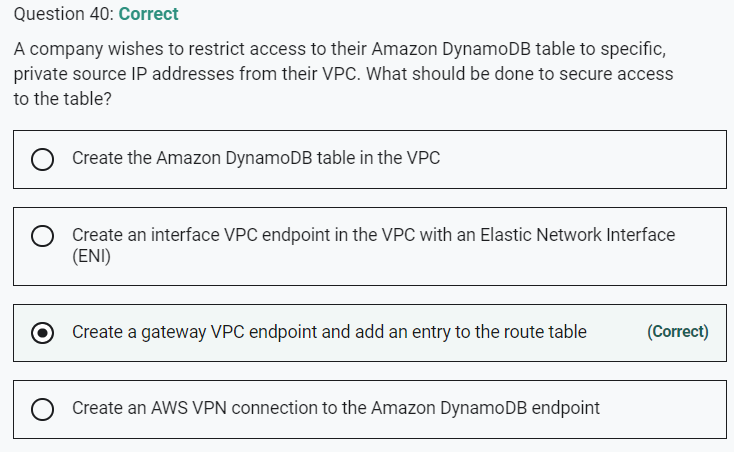 Question 40: Correct
A company wishes to restrict access to their Amazon DynamoDB table to specific,
private source IP addresses from their VPC. What should be done to secure access
to the table?
Create the Amazon DynamoDB table in the VPC
Create an interface VPC endpoint in the VPC with an Elastic Network Interface
(ENI)
Create a gateway VPC endpoint and add an entry to the route table (Correct)
Create an AWS VPN connection to the Amazon DynamoDB endpoint